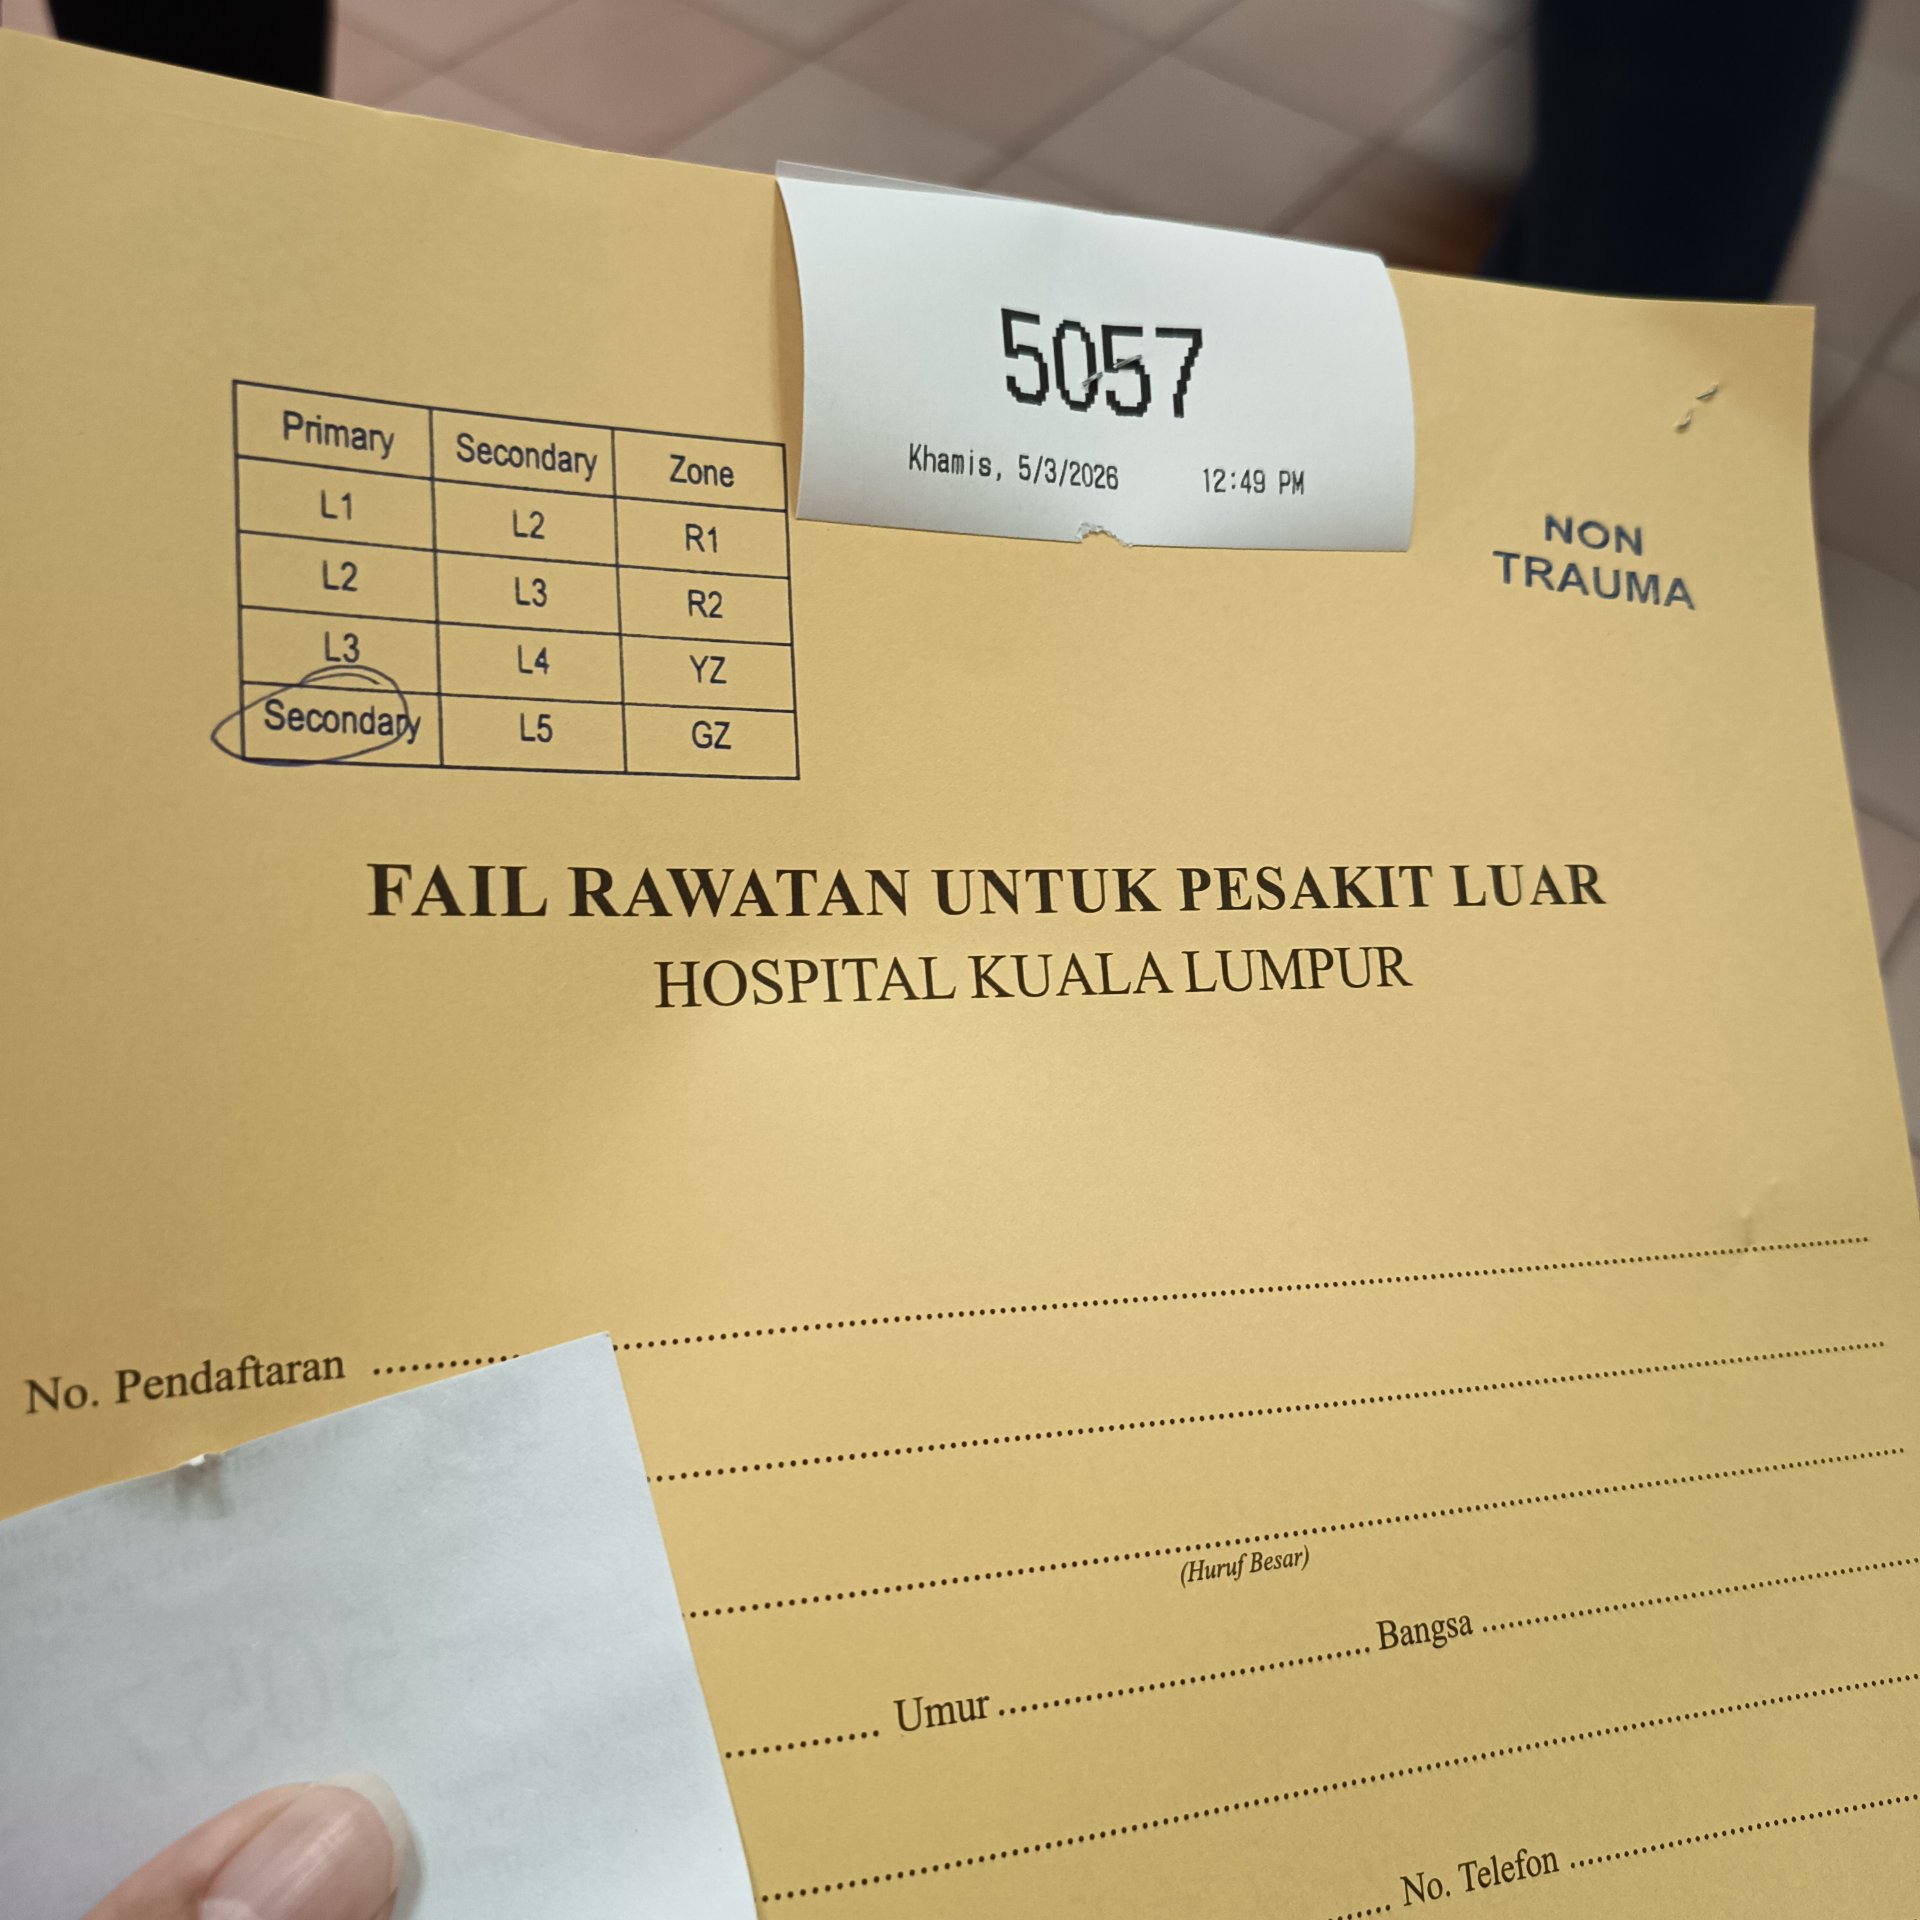 5057
Khamis, 5/3/2026 12:49 PM
Primary Secondary Zone
L1 L2 R1
L2 L3 R2
L3 L4 YZ
Secondary L5 GZ
NON
TRAUMA
FAIL RAWATAN UNTUK PESAKIT LUAR
HOSPITAL KUALA LUMPUR
No. Pendaftaran
(Huruf Besar)
Umur Bangsa
No. Telefon